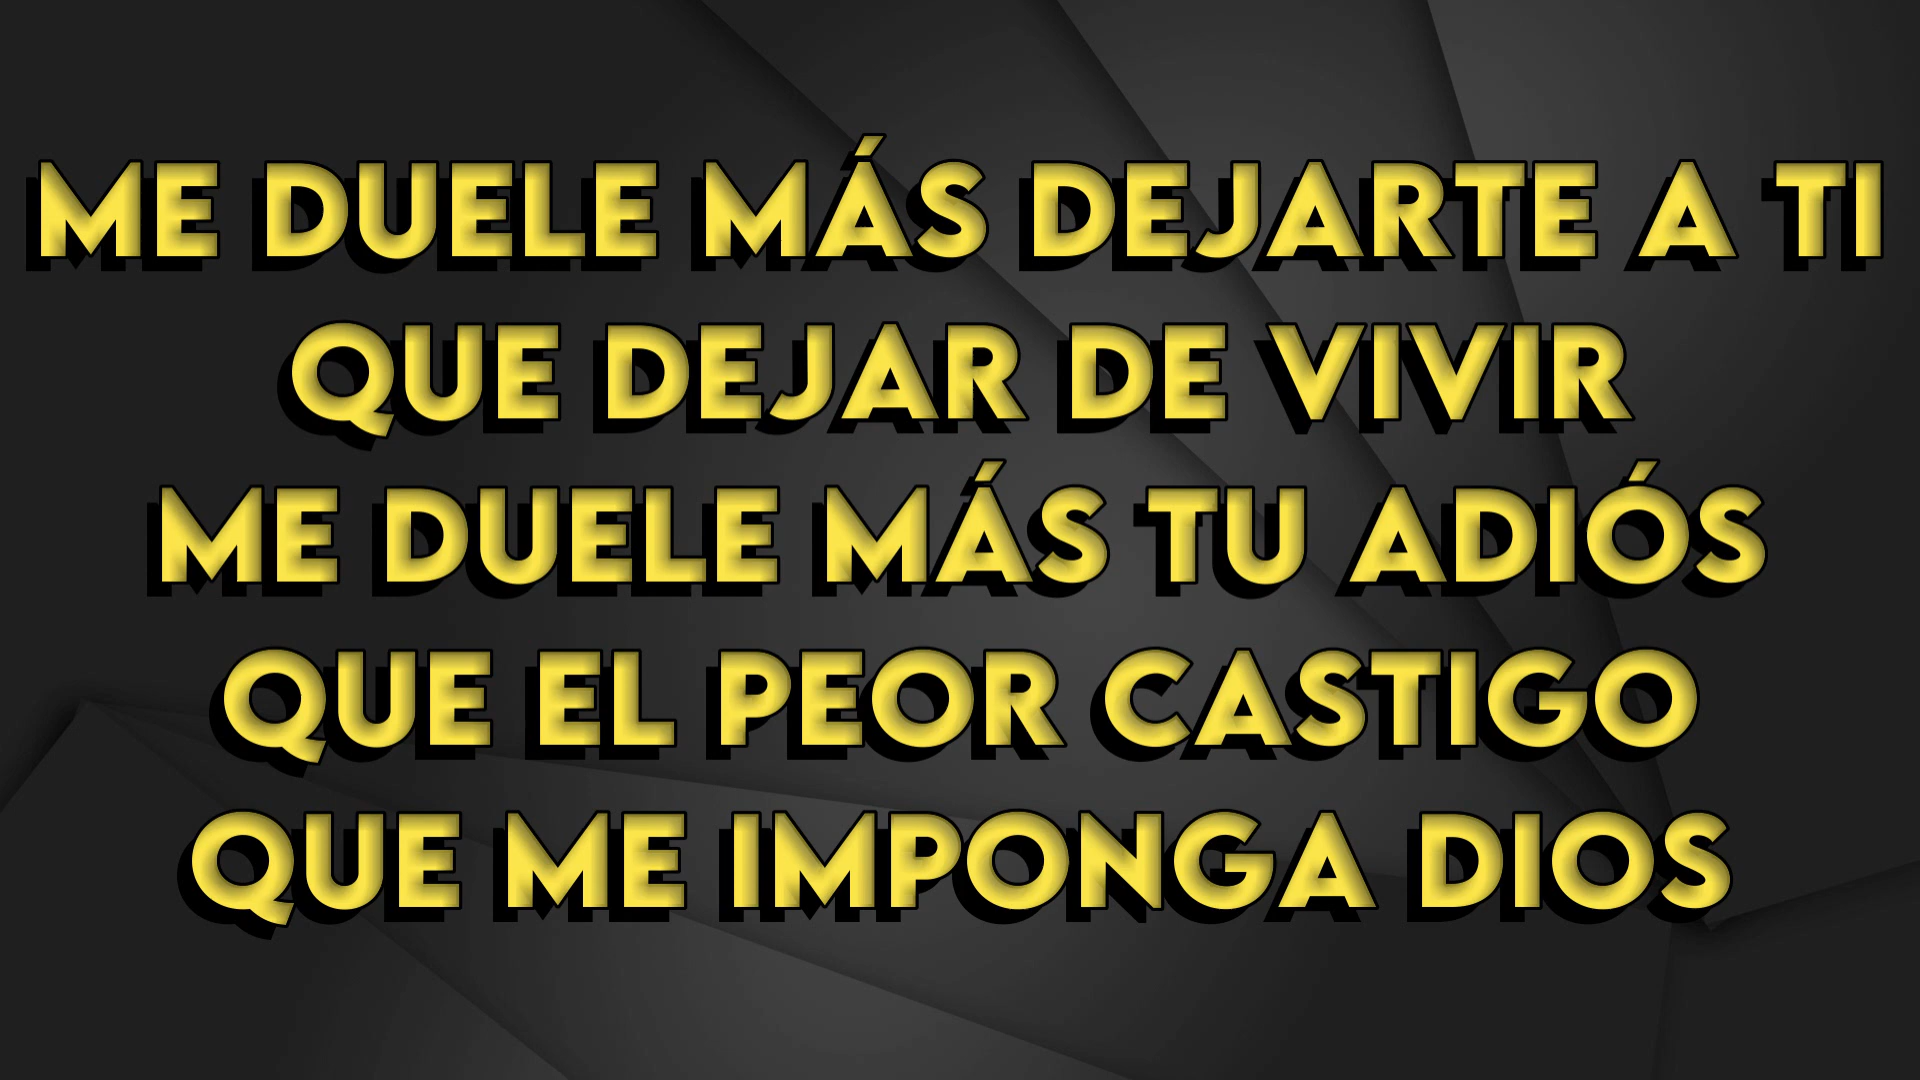 ME DUELE MÁS DEJARTE A TI
QUE DEJAR DE VIVIR
ME DUELE MÁS TU ADIÓS
QUE EL PEOR CASTIGO
QUE ME IMPONGA DIOS